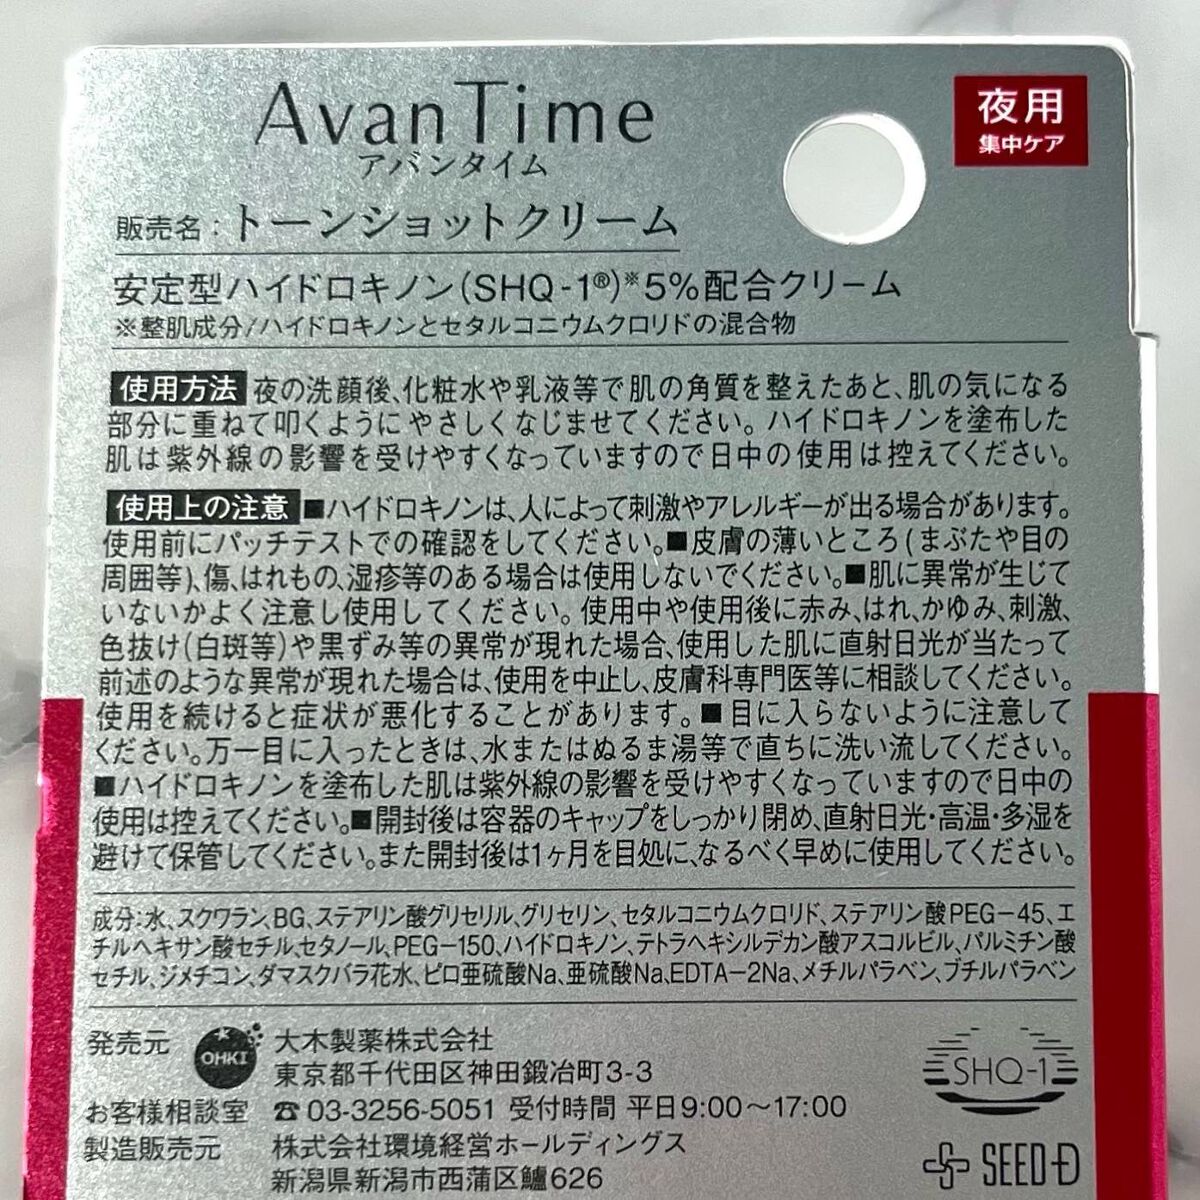 AvanTime
アバンタイム
夜用
集中ケア
販売名:トーンショットクリーム
安定型ハイドロキノン(SHQ-1®)※5%配合クリーム
※整肌成分/ハイドロキノンとセタルコニウムクロリドの混合物
使用方法 夜の洗顔後、化粧水や乳液等で肌の角質を整えたあと、肌の気になる
部分に重ねて叩くようにやさしくなじませてください。ハイドロキノンを塗布した
肌は紫外線の影響を受けやすくなっていますので日中の使用は控えてください。
使用上の注意 ■ハイドロキノンは、人によって刺激やアレルギーが出る場合があります。
使用前にパッチテストでの確認をしてください。■皮膚の薄いところ(まぶたや目の
周囲等)、傷、はれもの、湿疹等のある場合は使用しないでください。■肌に異常が生じて
いないかよく注意し使用してください。使用中や使用後に赤み、はれ、かゆみ、刺激、
色抜け(白斑等)や黒ずみ等の異常が現れた場合、使用した肌に直射日光が当たって
前述のような異常が現れた場合は、使用を中止し、皮膚科専門医等に相談してください。
使用を続けると症状が悪化することがあります。■目に入らないように注意して
ください。万一目に入ったときは、水またはぬるま湯等で直ちに洗い流してください。
■ハイドロキノンを塗布した肌は紫外線の影響を受けやすくなっていますので日中の
使用は控えてください。■開封後は容器のキャップをしっかり閉め、直射日光・高温・多湿を
避けて保管してください。また開封後は1ヶ月を目処に、なるべく早めに使用してください。
成分:水、スクワラン、BG、ステアリン酸グリセリル、グリセリン、セタルコニウムクロリド、ステアリン酸PEG-45、エ
チルヘキサン酸セチル、セタノール、PEG-150、ハイドロキノン、テトラヘキシルデカン酸アスコルビル、パルミチン酸
セチル、ジメチコン、ダマスクバラ花水、ピロ亜硫酸Na、亜硫酸Na、EDTA-2Na、メチルパラベン、ブチルパラベン
発売元 OHKI 大木製薬株式会社
東京都千代田区神田鍛冶町3-3
お客様相談室 ☎03-3256-5051 受付時間 平日9:00〜17:00
製造販売元 株式会社環境経営ホールディングス
新潟県新潟市西蒲区鱸626
SHQ-1
SEED-D